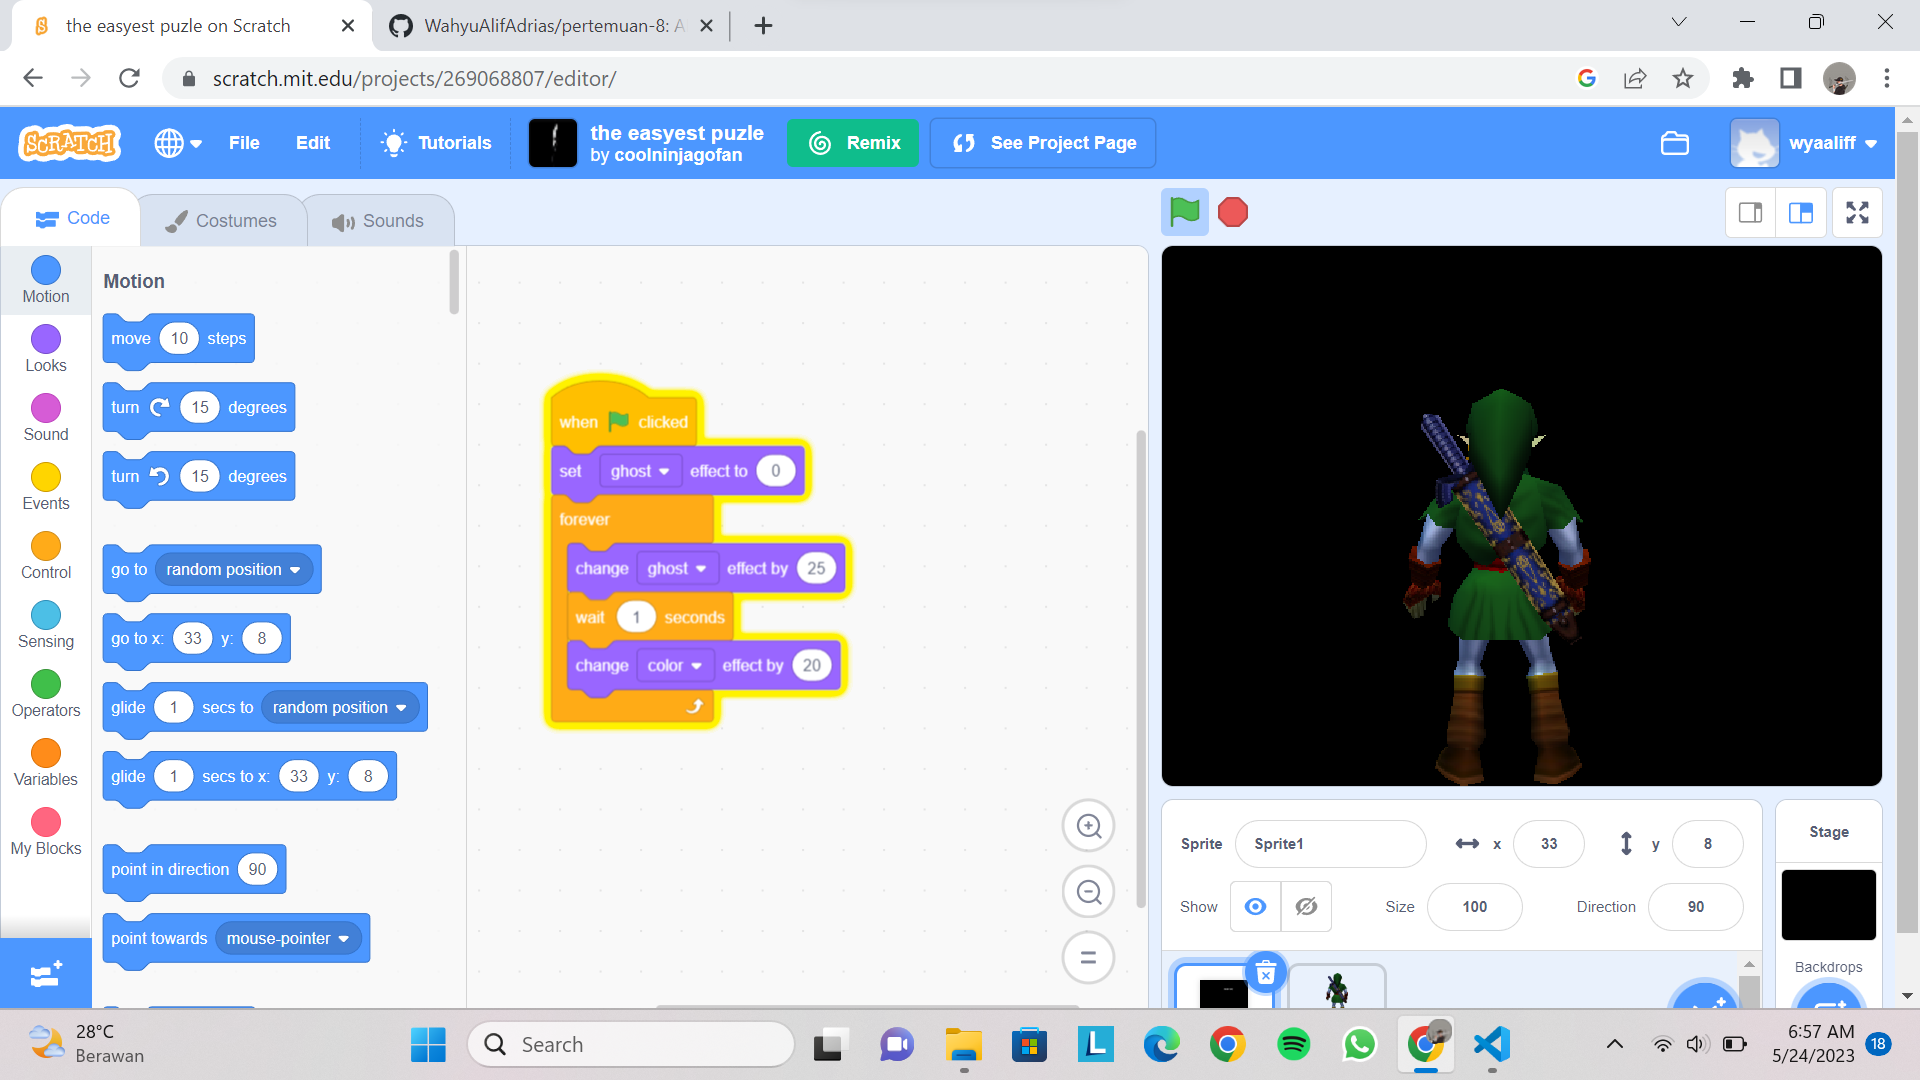 the easyest puzle on Scratch
WahyuAlifAdrias/pertemuan-8: A
scratch.mit.edu/projects/269068807/editor/
SCRATCH
File
Edit
Tutorials
the easyest puzle
by coolninjagofan
Remix
See Project Page
wyaaliff
Code
Costumes
Sounds
Motion
Looks
Sound
Events
Control
Sensing
Operators
Variables
My Blocks
Motion
move 10 steps
turn 15 degrees
turn 15 degrees
go to random position
go to x: 33 y: 8
glide 1 secs to random position
glide 1 secs to x: 33 y: 8
point in direction 90
point towards mouse-pointer
when clicked
set ghost effect to 0
forever
change ghost effect by 25
wait 1 seconds
change color effect by 20
Sprite Sprite1 x 33 y 8
Show Size 100 Direction 90
Stage
Backdrops
28°C
Berawan
Search
L
6:57 AM
5/24/2023
18